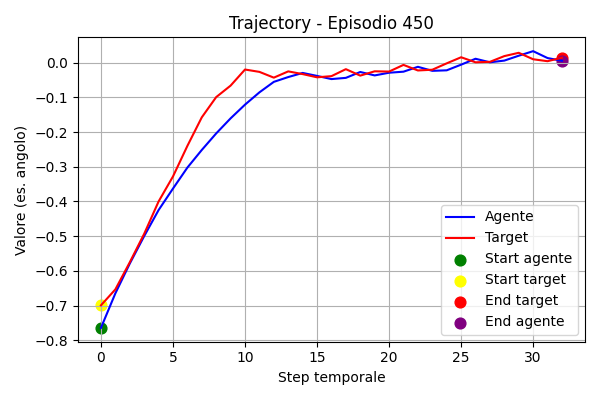 Trajectory - Episodio 450
Valore (es. angolo)
0.0
−0.1
−0.2
−0.3
−0.4
−0.5
−0.6
−0.7
−0.8
Agente
Target
Start agente
Start target
End target
End agente
0 5 10 15 20 25 30
Step temporale